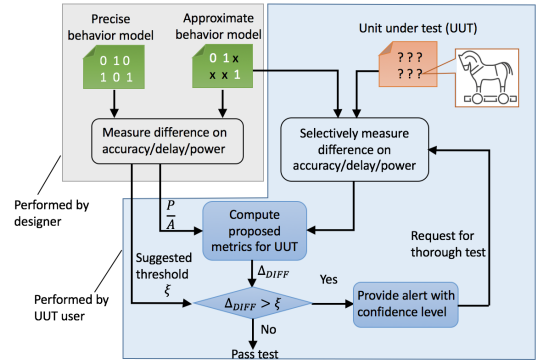 Precise
behavior model
Approximate
behavior model
Unit under test (UUT)
0 1 0
1 0 1
0 1 x
x x 1
? ? ?
? ? ?
Measure difference on
accuracy/delay/power
Selectively measure
difference on
accuracy/delay/power
Performed by
designer
P
A
Compute
proposed
metrics for UUT
Request for
thorough test
Suggested
threshold
ξ
Δ_DIFF
Performed by
UUT user
Δ_DIFF > ξ
Yes
Provide alert with
confidence level
No
Pass test